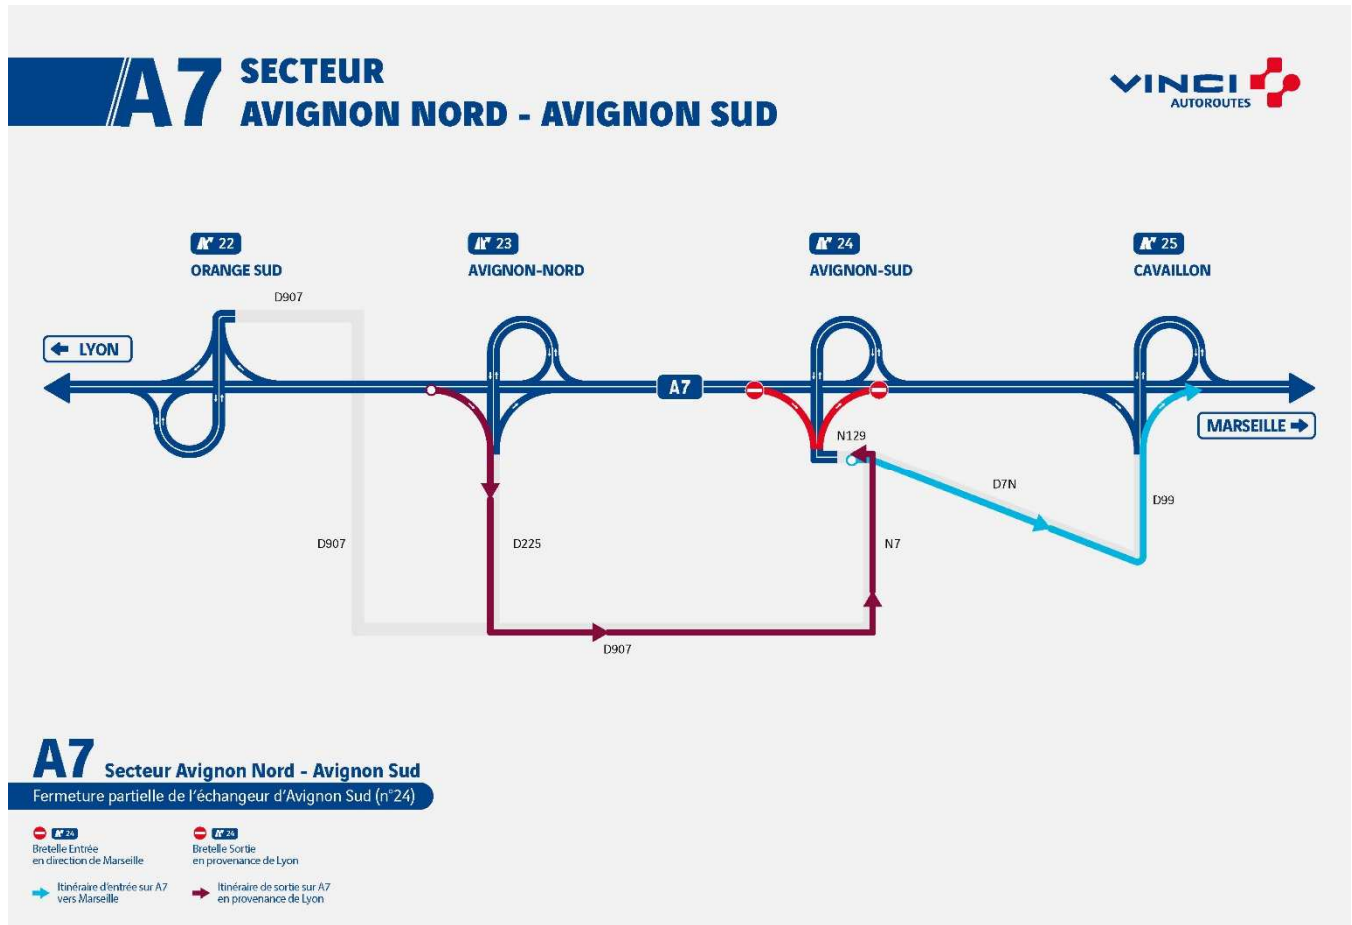 A7 SECTEUR
AVIGNON NORD - AVIGNON SUD
VINCI
AUTOROUTES
22
ORANGE SUD
23
AVIGNON-NORD
24
AVIGNON-SUD
25
CAVAILLON
D907
LYON
A7
MARSEILLE
N129
D7N
D99
D907
D225
N7
D907
A7 Secteur Avignon Nord - Avignon Sud
Fermeture partielle de l'échangeur d'Avignon Sud (n°24)
24
Bretelle Entrée
en direction de Marseille
24
Bretelle Sortie
en provenance de Lyon
Itinéraire d'entrée sur A7
vers Marseille
Itinéraire de sortie sur A7
en provenance de Lyon